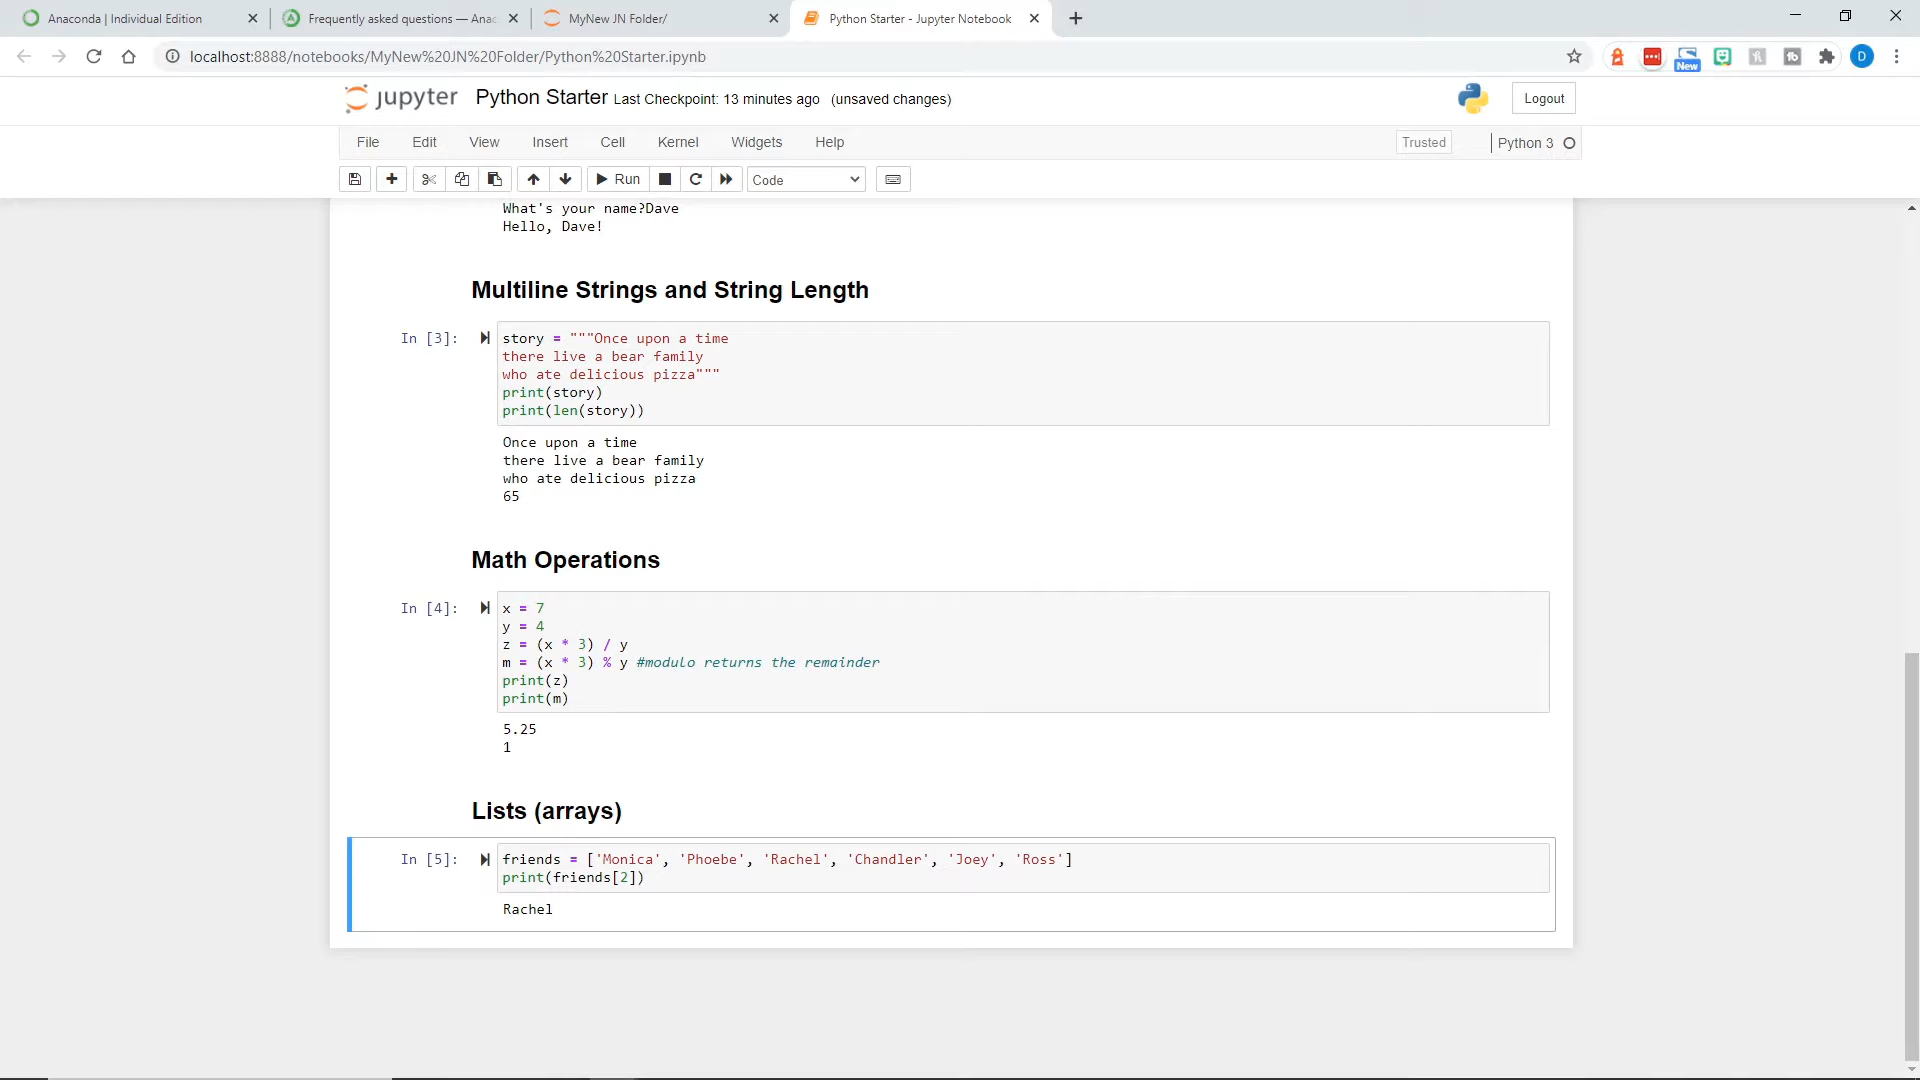 Anaconda | Individual Edition
Frequently asked questions — Anac
MyNew JN Folder/
Python Starter - Jupyter Notebook
localhost:8888/notebooks/MyNew%20JN%20Folder/Python%20Starter.ipynb
New
D
jupyter Python Starter Last Checkpoint: 13 minutes ago (unsaved changes)
Logout
File Edit View Insert Cell Kernel Widgets Help
Trusted
Python 3
Run
Code
What's your name?Dave
Hello, Dave!
Multiline Strings and String Length
In [3]: story = """Once upon a time
there live a bear family
who ate delicious pizza"""
print(story)
print(len(story))
Once upon a time
there live a bear family
who ate delicious pizza
65
Math Operations
In [4]: x = 7
y = 4
z = (x * 3) / y
m = (x * 3) % y #modulo returns the remainder
print(z)
print(m)
5.25
1
Lists (arrays)
In [5]: friends = ['Monica', 'Phoebe', 'Rachel', 'Chandler', 'Joey', 'Ross']
print(friends[2])
Rachel